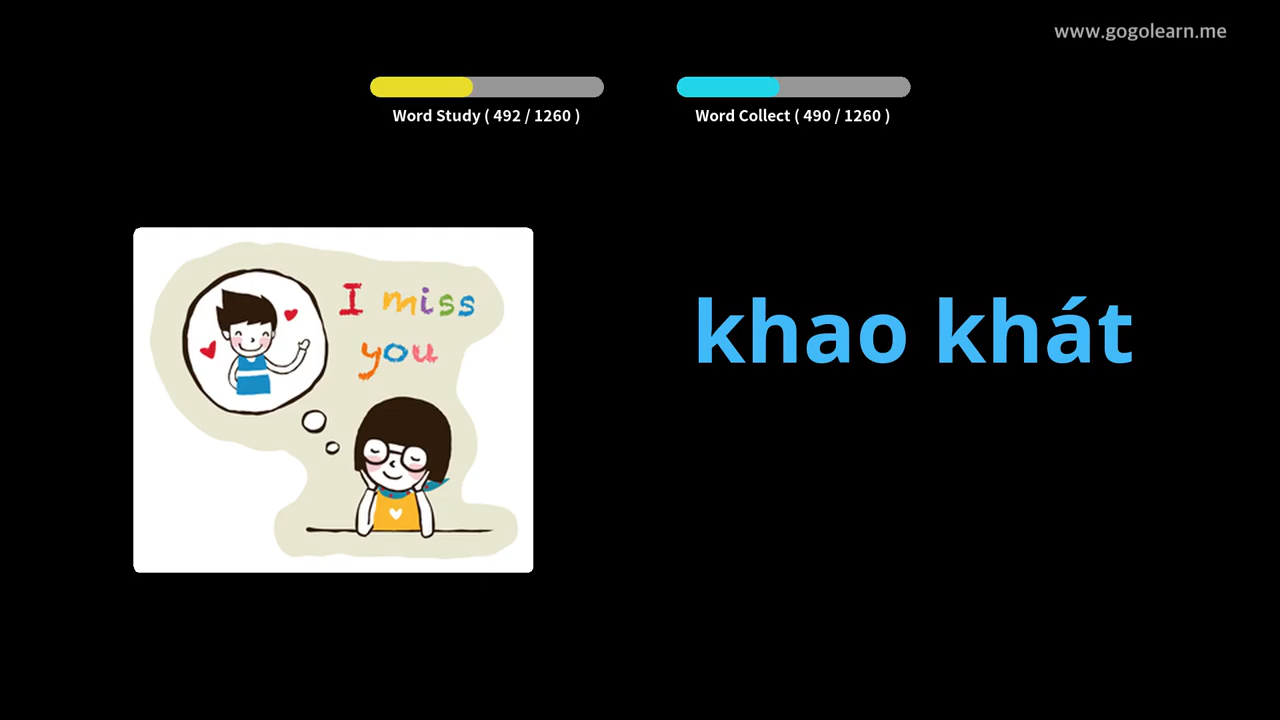 www.gogolearn.me
Word Study ( 492 / 1260 )
Word Collect ( 490 / 1260 )
I miss
you
khao khát